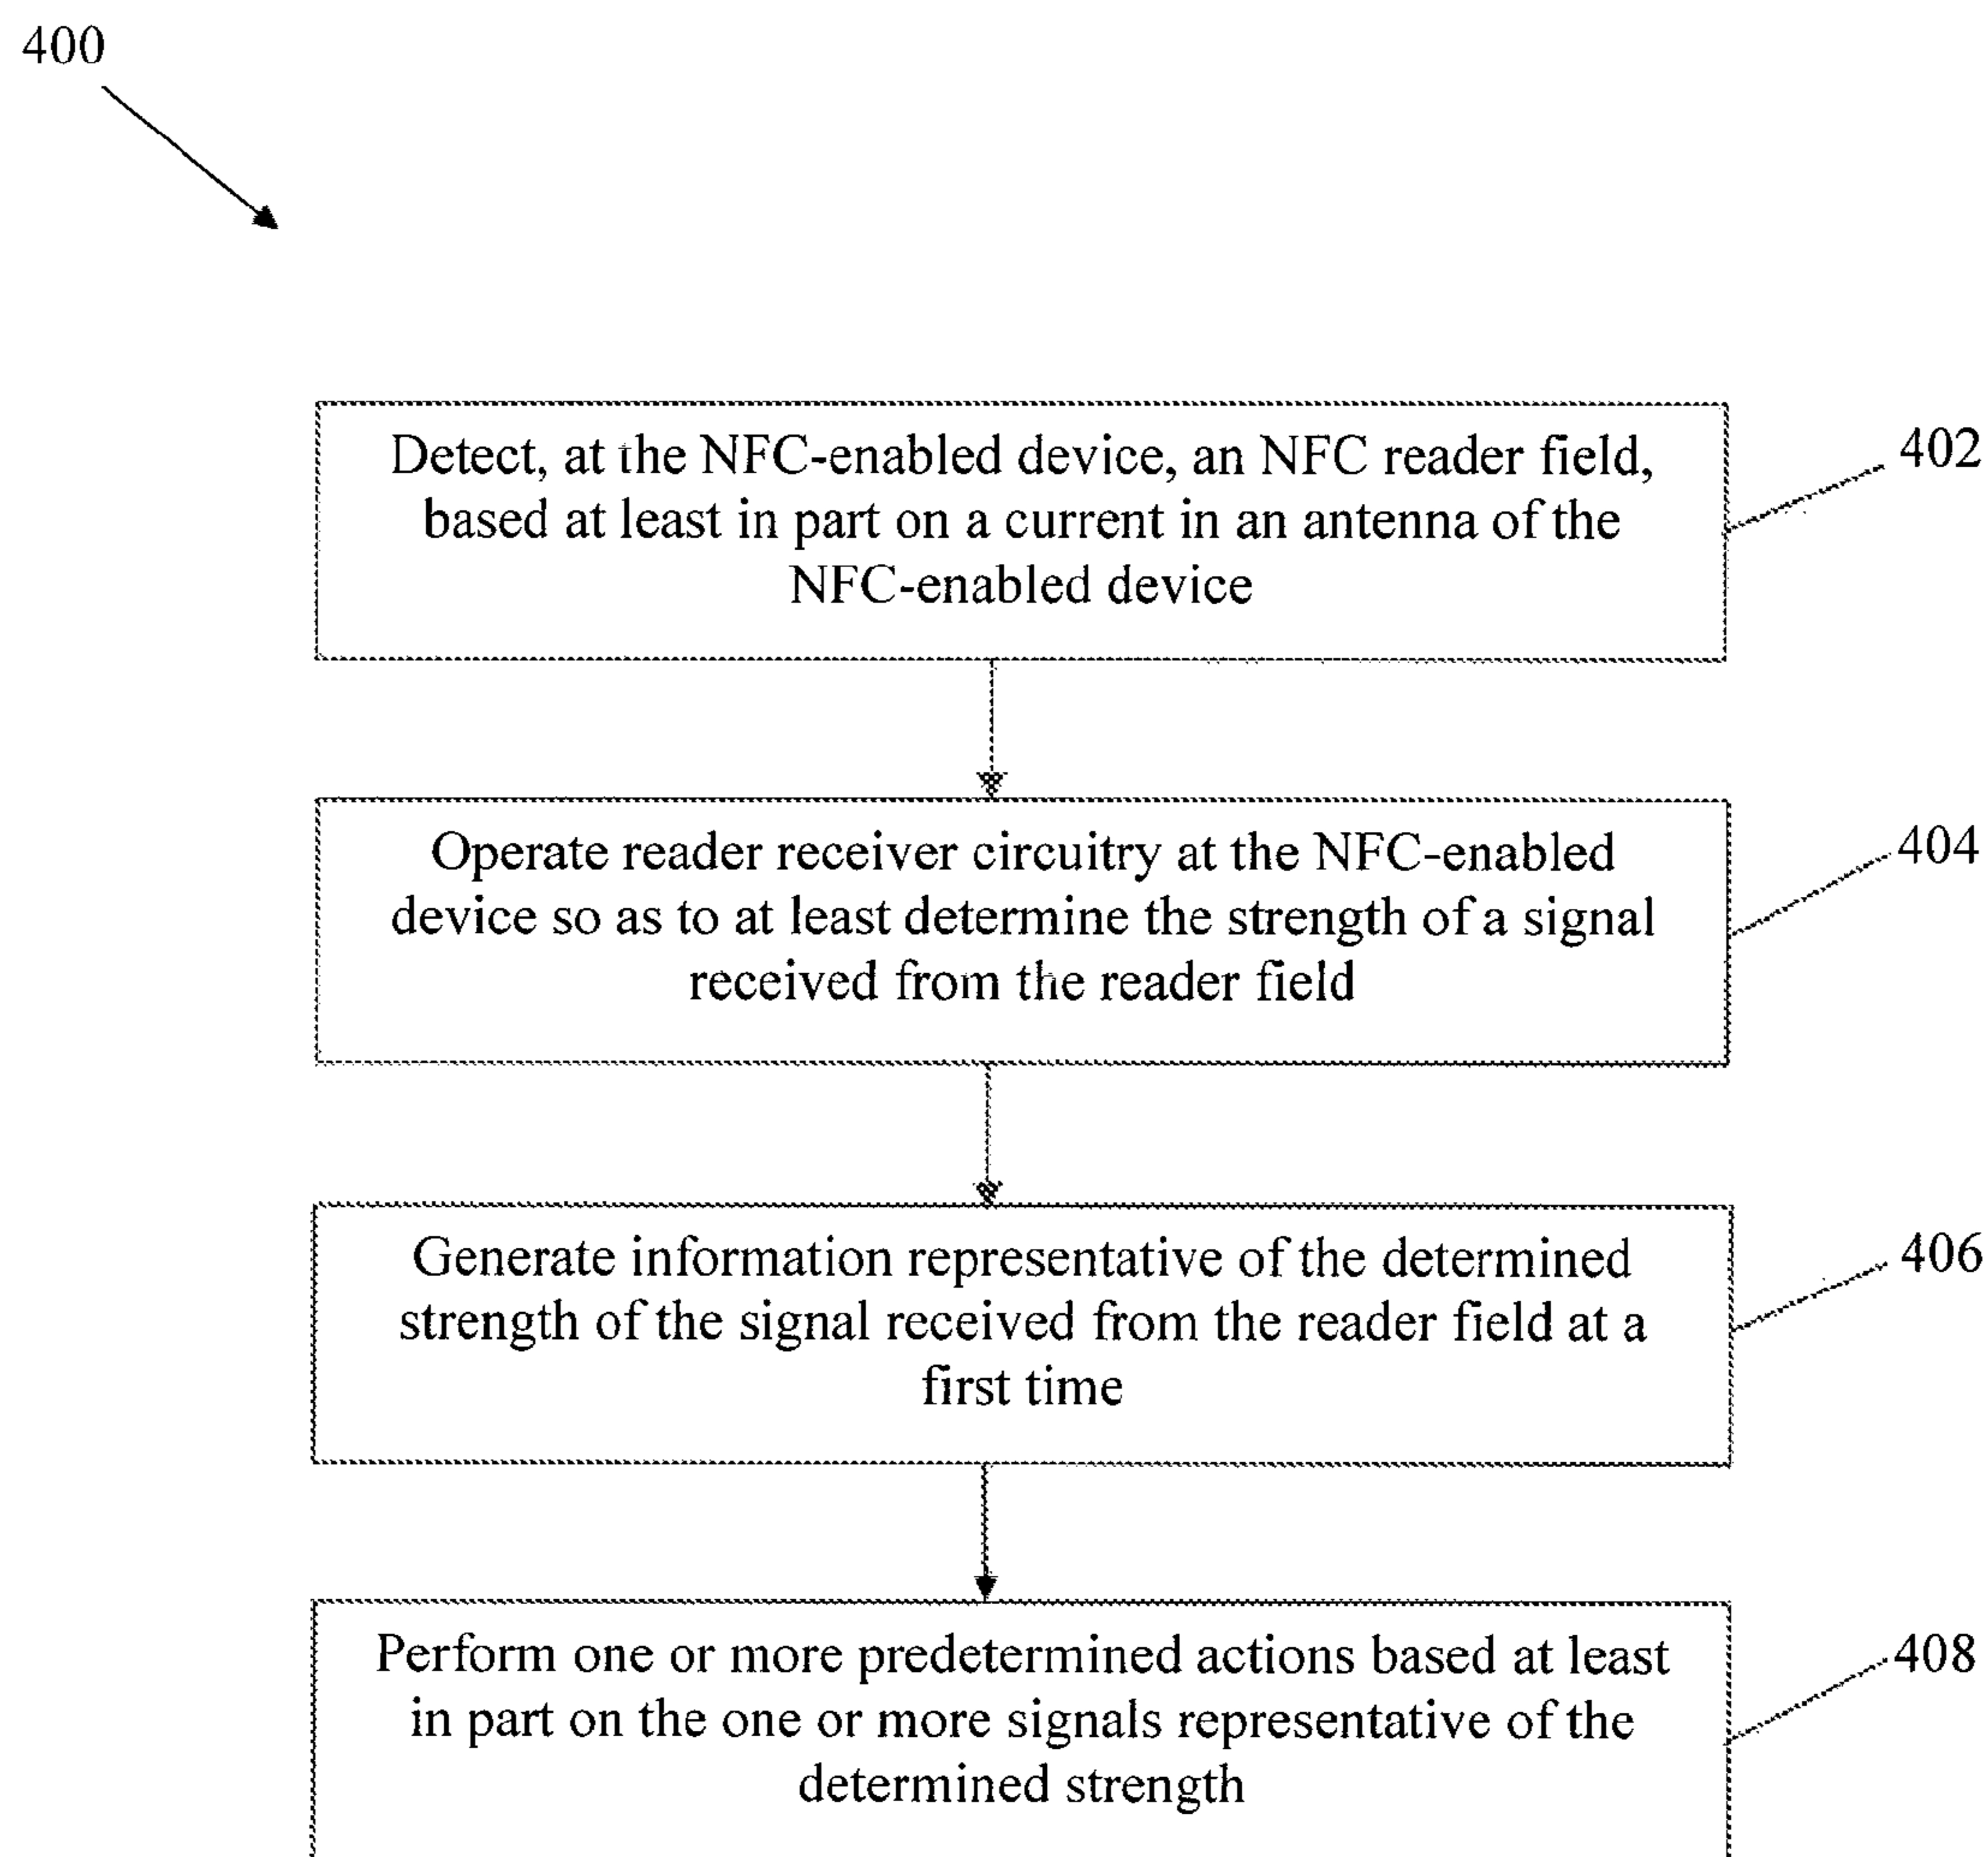 400
Detect, at the NFC-enabled device, an NFC reader field,
based at least in part on a current in an antenna of the
NFC-enabled device
402
Operate reader receiver circuitry at the NFC-enabled
device so as to at least determine the strength of a signal
received from the reader field
404
Generate information representative of the determined
strength of the signal received from the reader field at a
first time
406
Perform one or more predetermined actions based at least
in part on the one or more signals representative of the
determined strength
408